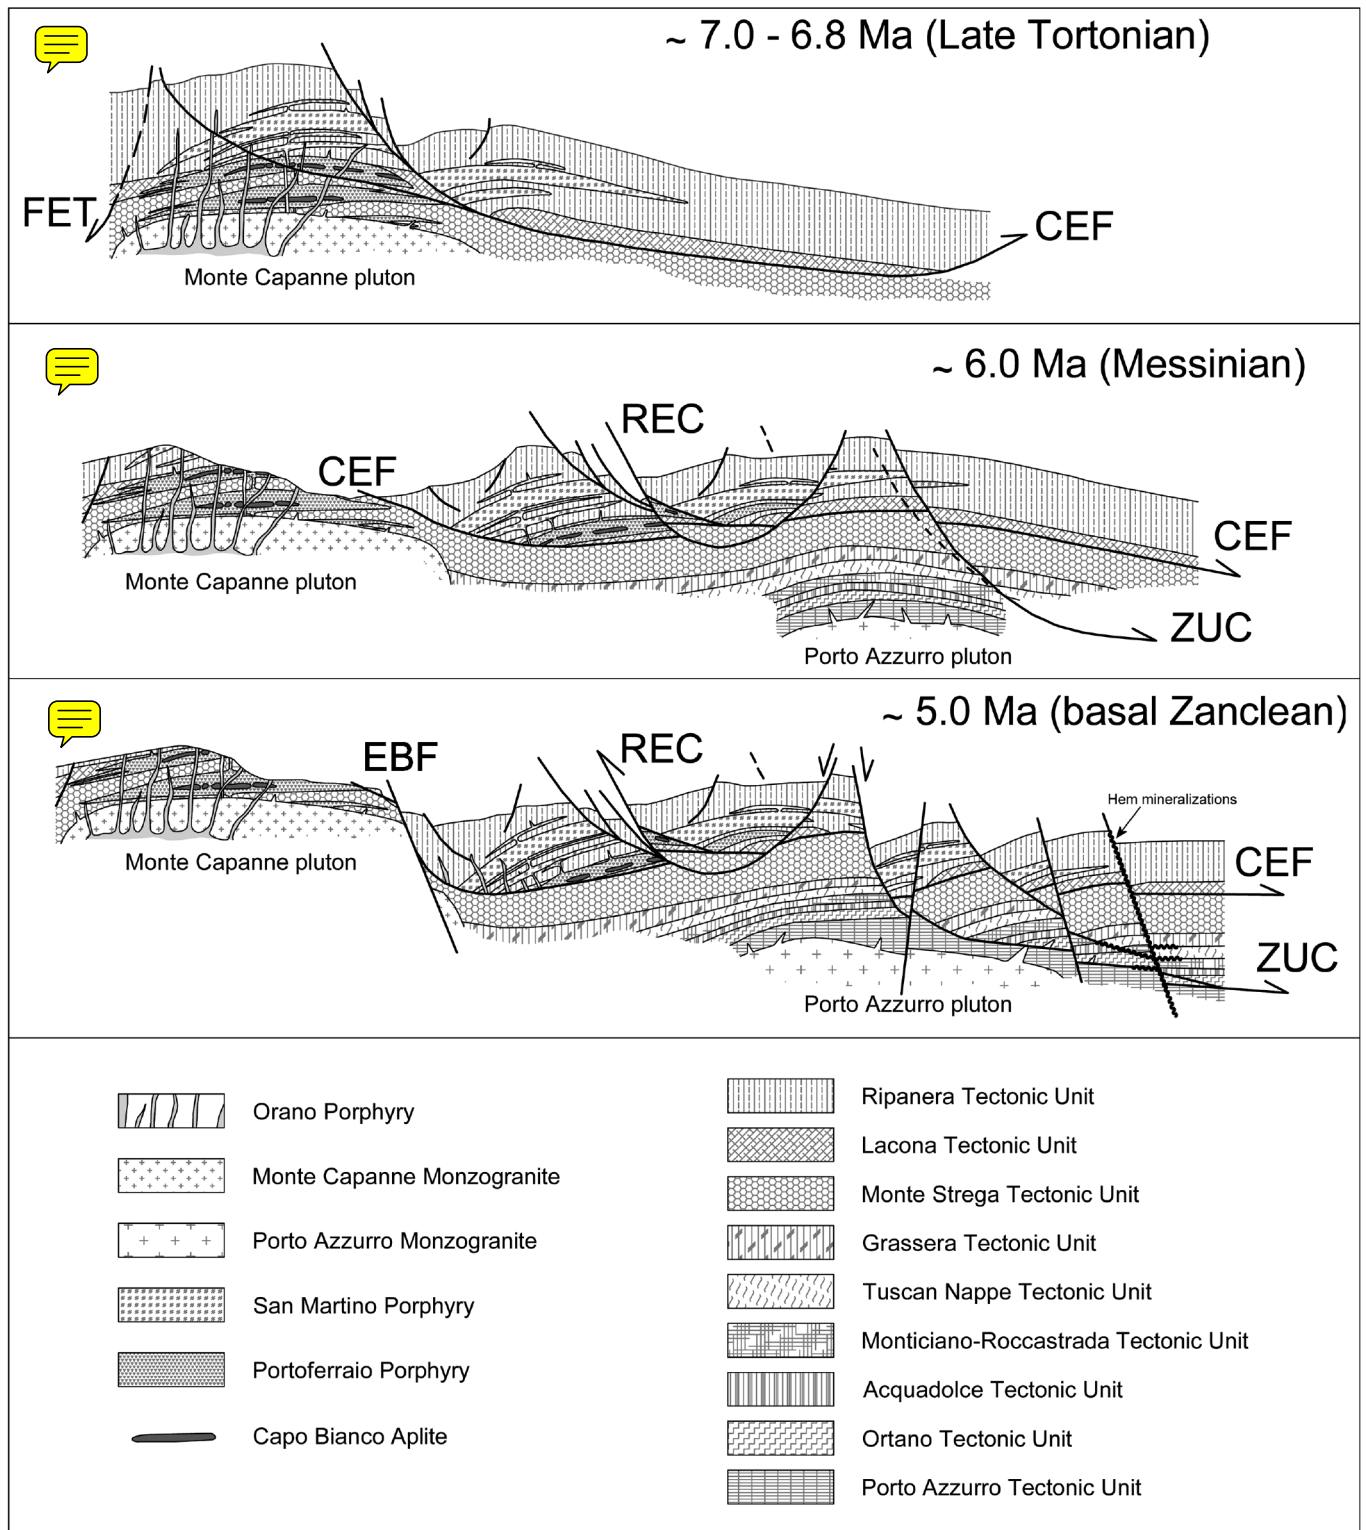 ~ 7.0 - 6.8 Ma (Late Tortonian)
FET
CEF
Monte Capanne pluton
~ 6.0 Ma (Messinian)
REC
CEF
CEF
Monte Capanne pluton
ZUC
Porto Azzurro pluton
~ 5.0 Ma (basal Zanclean)
EBF
REC
Hem mineralizations
Monte Capanne pluton
CEF
ZUC
Porto Azzurro pluton
Orano Porphyry
Monte Capanne Monzogranite
Porto Azzurro Monzogranite
San Martino Porphyry
Portoferraio Porphyry
Capo Bianco Aplite
Ripanera Tectonic Unit
Lacona Tectonic Unit
Monte Strega Tectonic Unit
Grassera Tectonic Unit
Tuscan Nappe Tectonic Unit
Monticiano-Roccastrada Tectonic Unit
Acquadolce Tectonic Unit
Ortano Tectonic Unit
Porto Azzurro Tectonic Unit